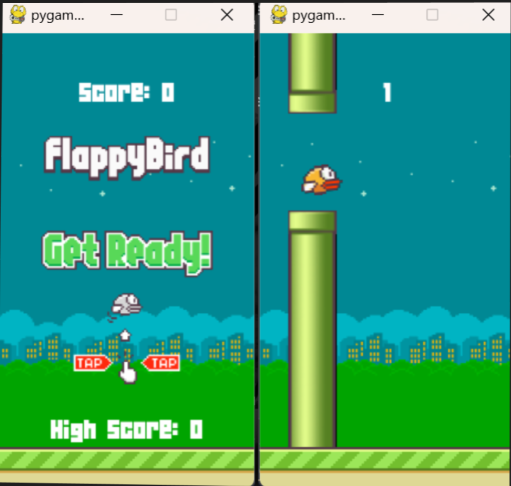 pygam...
Score: 0
FlappyBird
Get Ready!
TAP TAP
High Score: 0
pygam...
1